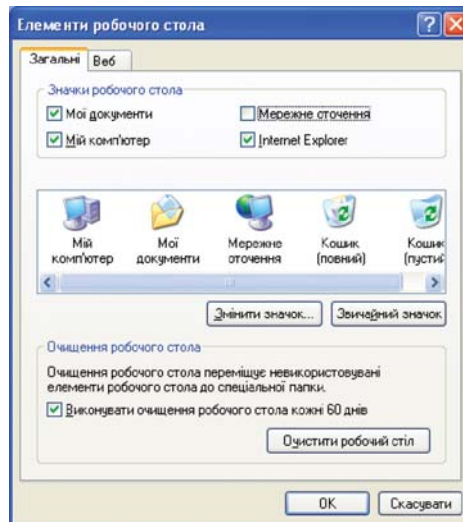 Елементи робочого стола
Загальні Веб
Значки робочого стола
Мої документи Мережне сточення
Мій комп'ютер Internet Explorer
Мій комп'ютер
Мої документи
Мережне оточення
Кошик (повний)
Кошик (пустий
Змінити значок... Звичайний значок
Очищення робочого стола
Очищення робочого стола переміщує невикористовувані
елементи робочого стола до спеціальної папки.
Виконувати очищення робочого стола кожні 60 днів
Очистити робочий стіл
OK Скасувати